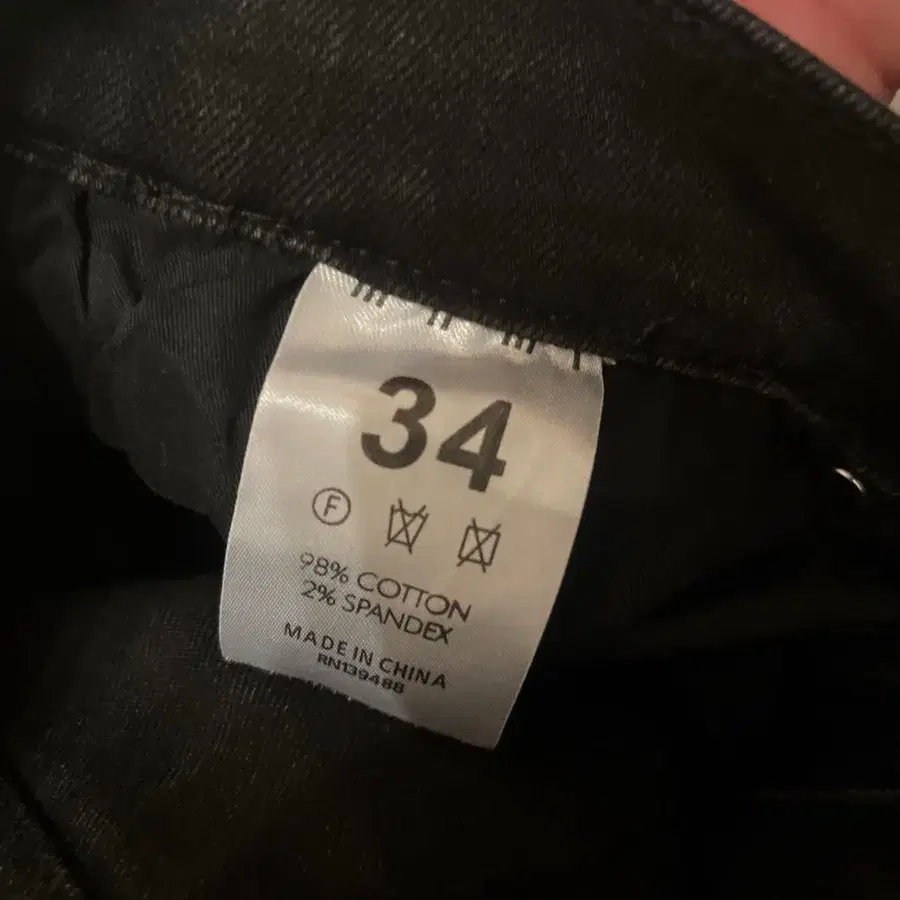 34
F
98% COTTON
2% SPANDEX
MADE IN CHINA
RN139488